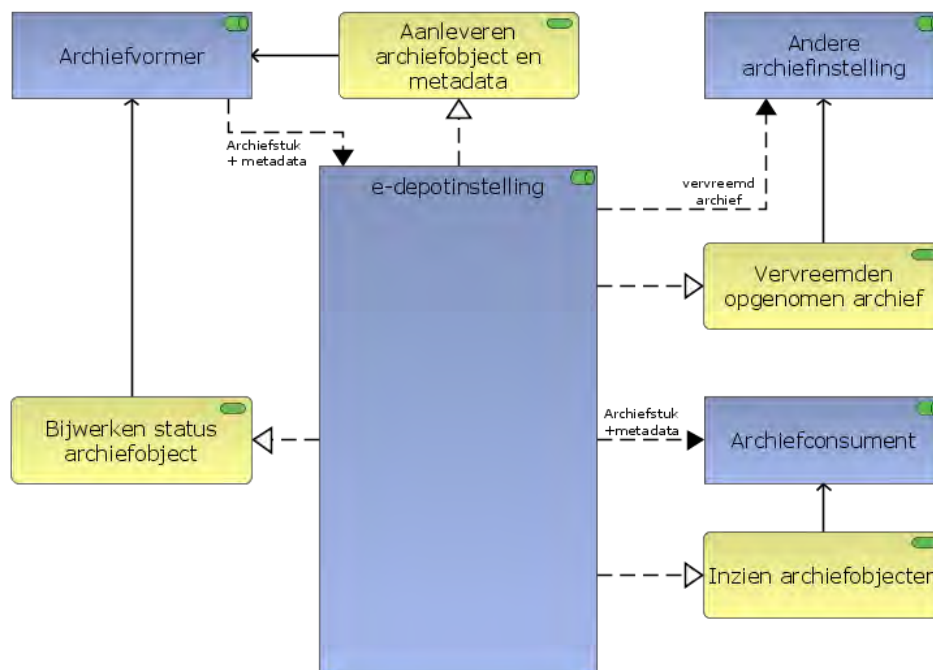 Archiefvormer
Aanleveren
archiefobject en
metadata
Andere
archiefinstelling
Archiefstuk
+ metadata
e-depotinstelling
vervreemd
archief
Vervreemden
opgenomen archief
Bijwerken status
archiefobject
Archiefstuk
+metadata
Archiefconsument
Inzien archiefobjecten